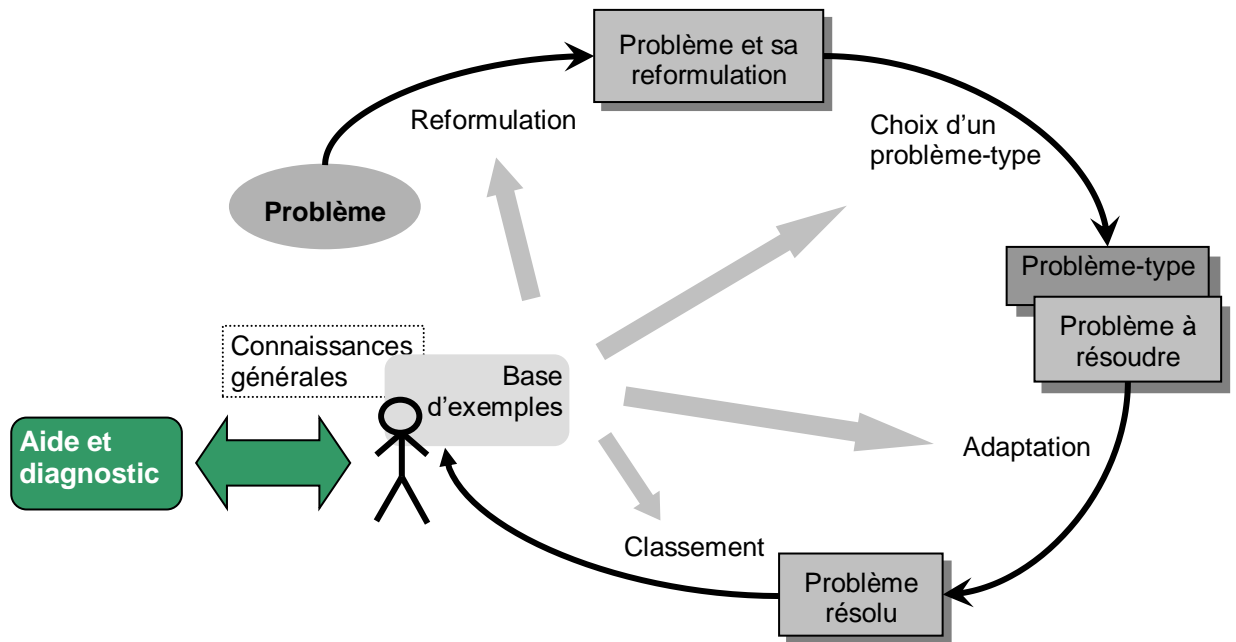 Problème et sa
reformulation
Reformulation
Choix d’un
problème-type
Problème
Problème-type
Problème à
résoudre
Connaissances
générales
Base
d’exemples
Aide et
diagnostic
Adaptation
Classement
Problème
résolu